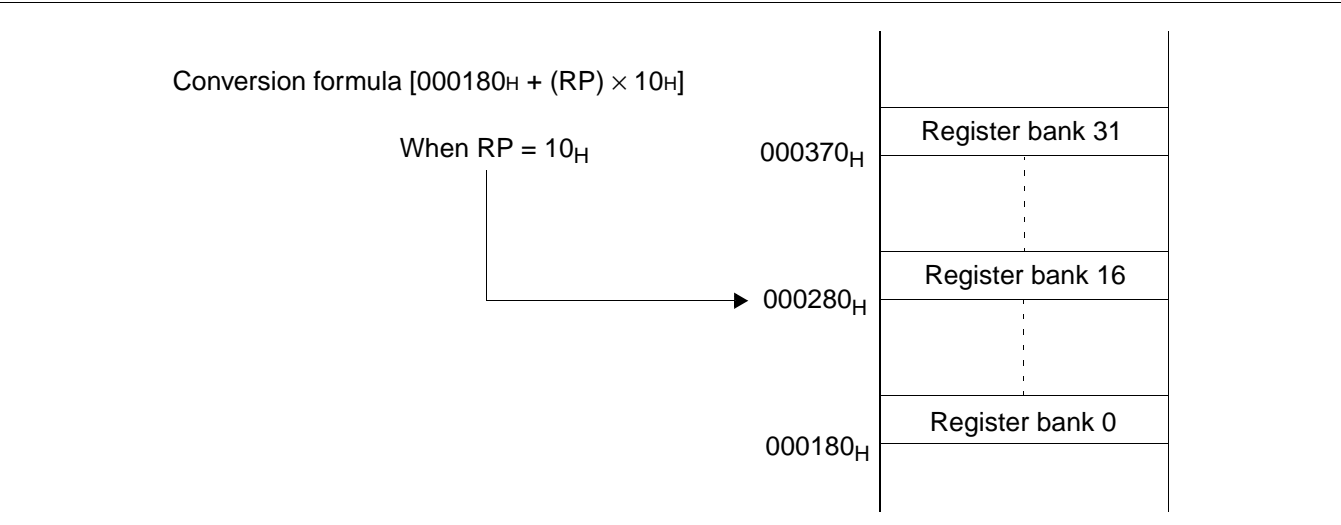 Conversion formula [000180H + (RP) × 10H]
Register bank 31
When RP = 10H
000370H
Register bank 16
000280H
Register bank 0
000180H